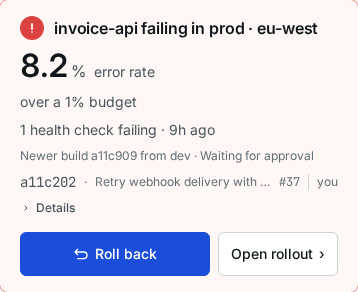 ! invoice-api failing in prod · eu-west
8.2% error rate
over a 1% budget
1 health check failing · 9h ago
Newer build a11c909 from dev · Waiting for approval
a11c202 · Retry webhook delivery with ... #37 | you
› Details
Roll back
Open rollout ›